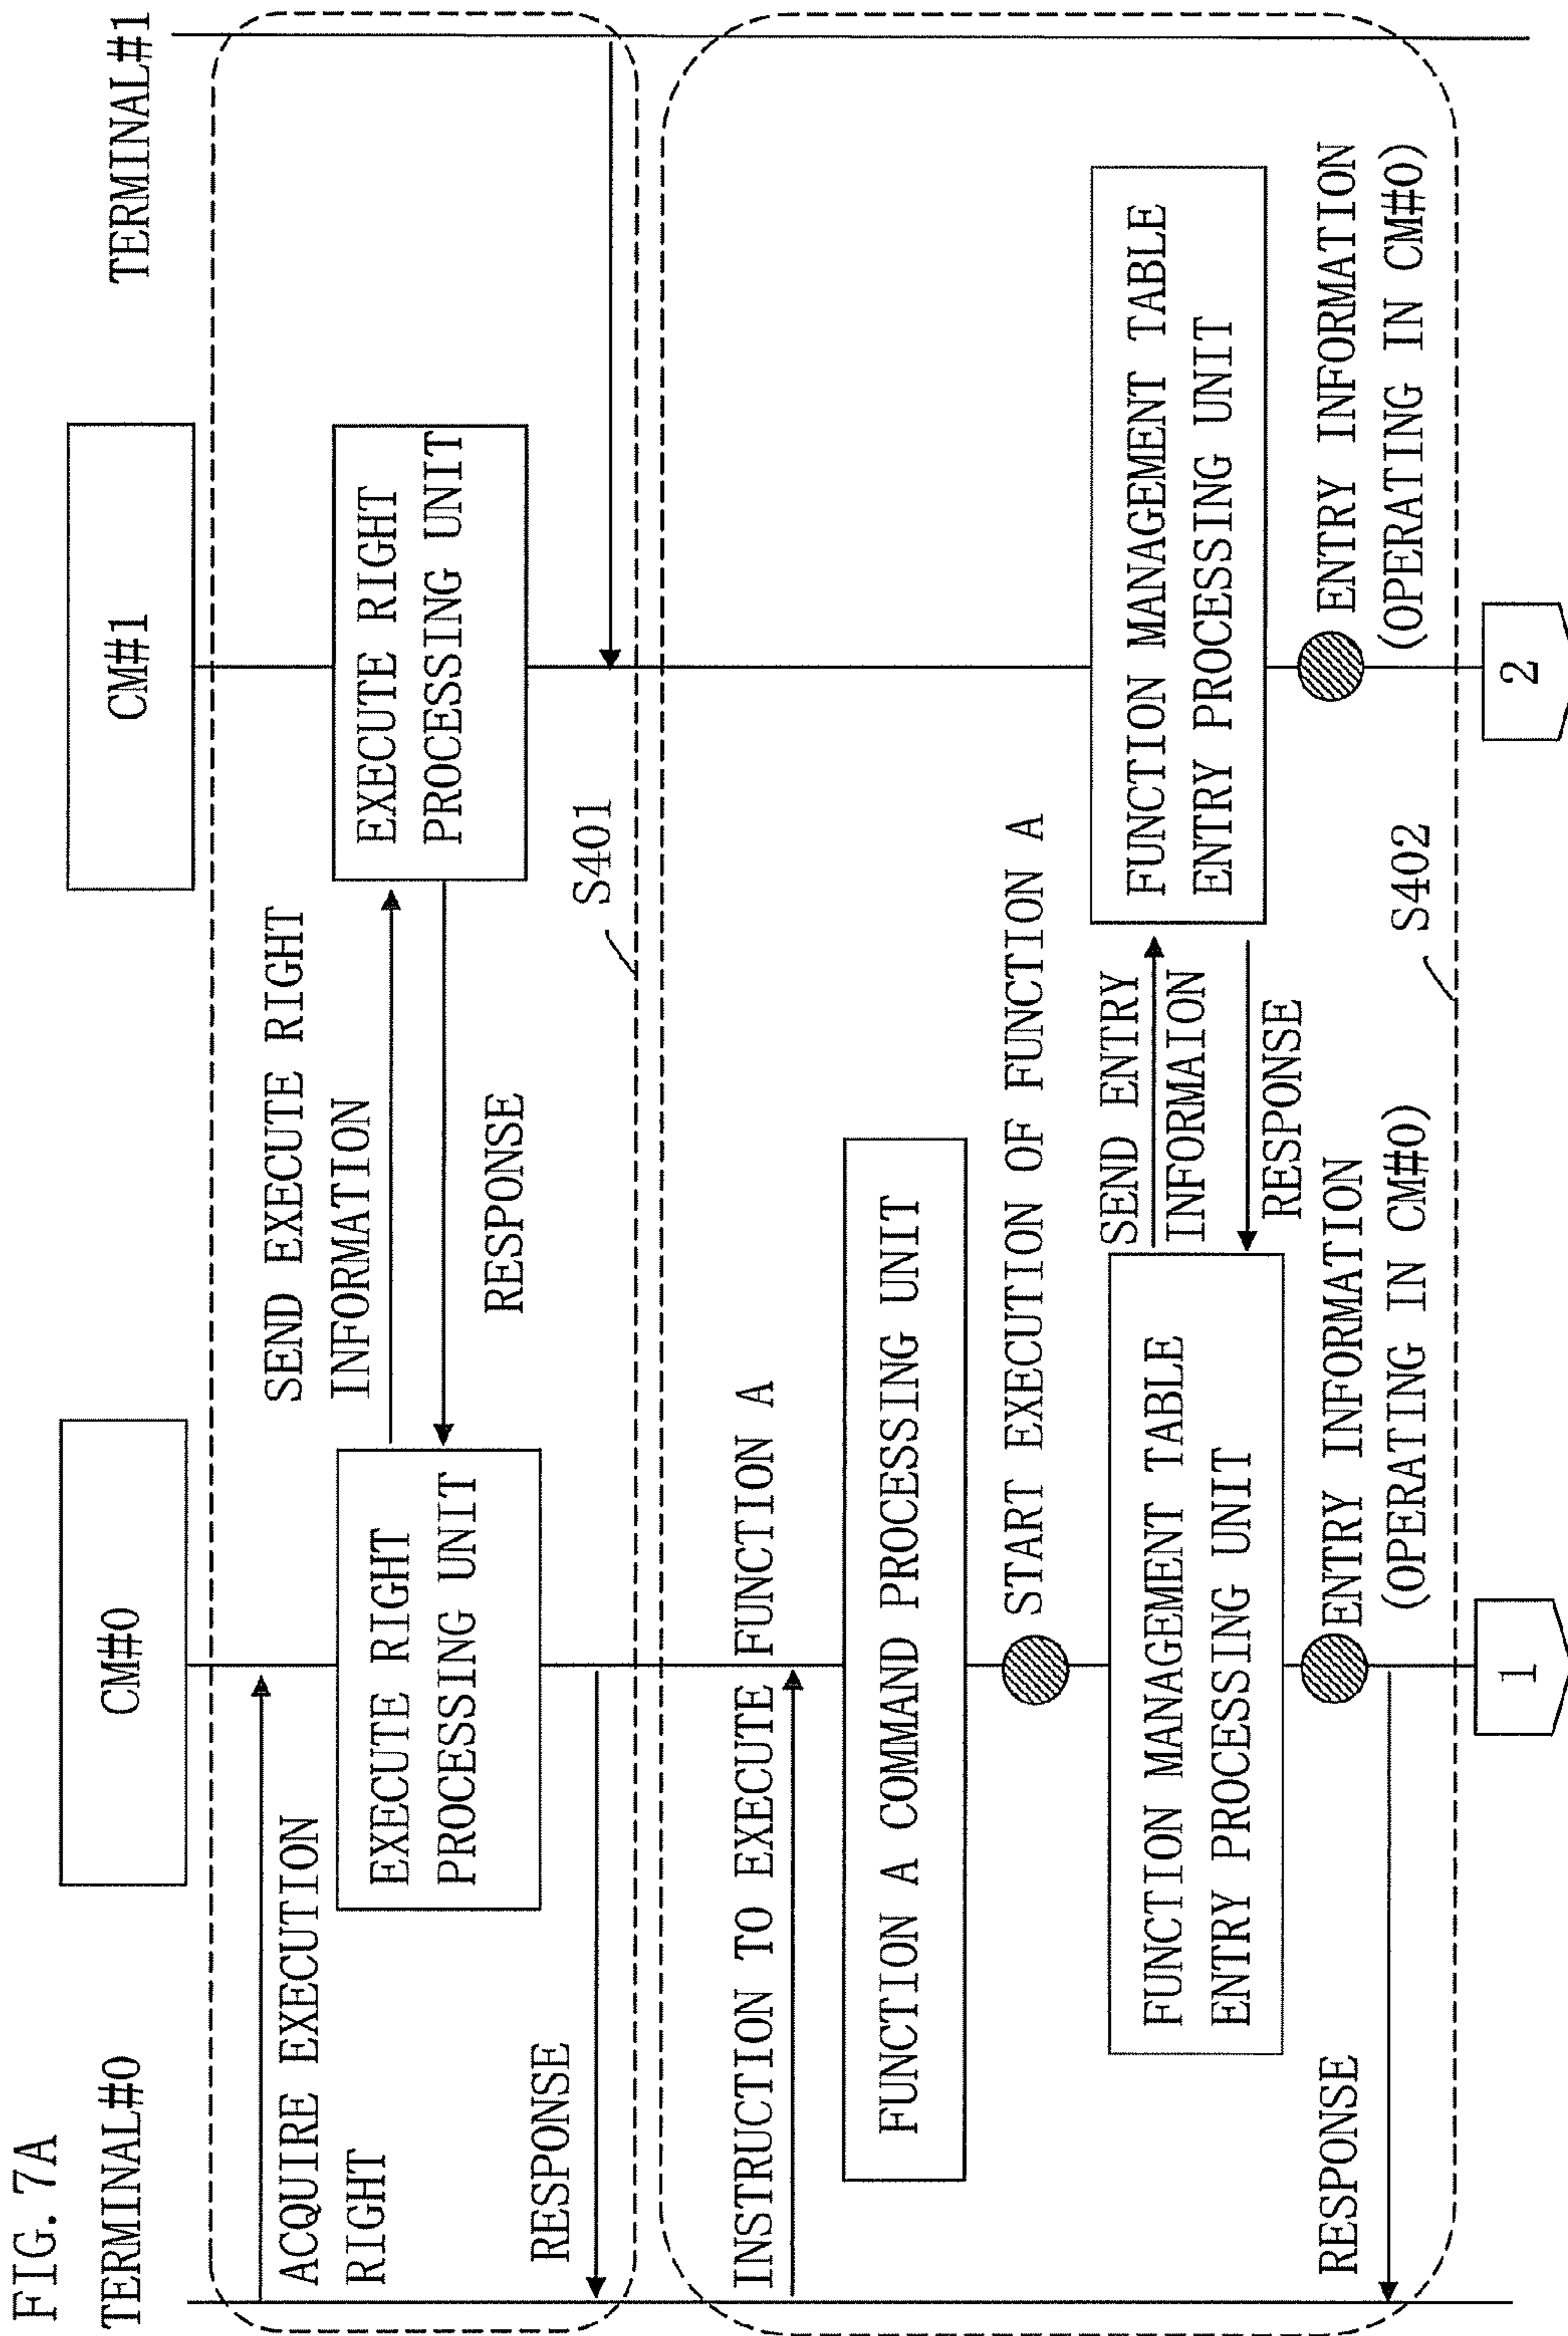 FIG. 7A
TERMINAL#0
CM#0
CM#1
TERMINAL#1
ACQUIRE EXECUTION
RIGHT
SEND EXECUTE RIGHT
INFORMATION
EXECUTE RIGHT
PROCESSING UNIT
EXECUTE RIGHT
PROCESSING UNIT
RESPONSE
RESPONSE
S401
INSTRUCTION TO EXECUTE FUNCTION A
FUNCTION A COMMAND PROCESSING UNIT
START EXECUTION OF FUNCTION A
FUNCTION MANAGEMENT TABLE
ENTRY PROCESSING UNIT
SEND ENTRY
INFORMAION
FUNCTION MANAGEMENT TABLE
ENTRY PROCESSING UNIT
RESPONSE
RESPONSE
ENTRY INFORMATION
(OPERATING IN CM#0)
ENTRY INFORMATION
(OPERATING IN CM#0)
S402
1
2